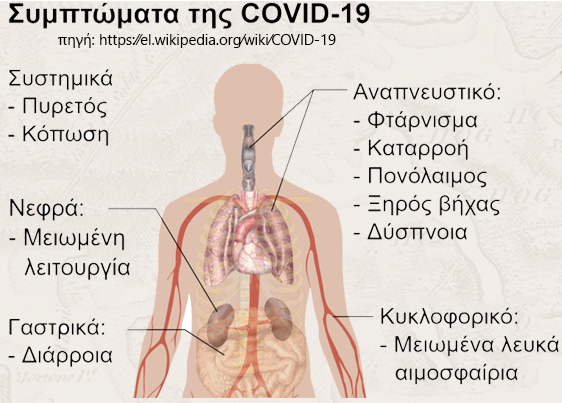 Συμπτώματα της COVID-19
πηγή: https://el.wikipedia.org/wiki/COVID-19
Συστημικά
- Πυρετός
- Κόπωση
Νεφρά:
- Μειωμένη
λειτουργία
Γαστρικά:
- Διάρροια
Αναπνευστικό:
- Φτάρνισμα
- Καταρροή
- Πονόλαιμος
- Ξηρός βήχας
- Δύσπνοια
Κυκλοφορικό:
- Μειωμένα λευκά
αιμοσφαίρια